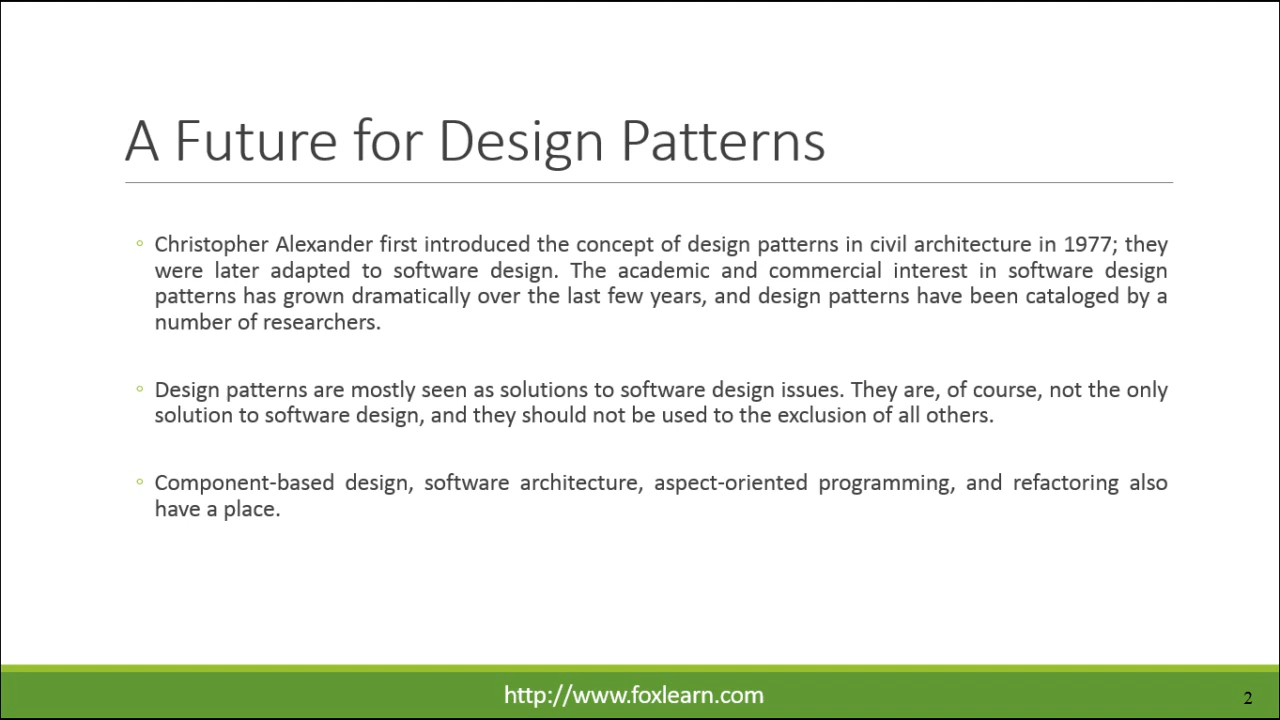 A Future for Design Patterns
◦ Christopher Alexander first introduced the concept of design patterns in civil architecture in 1977; they
were later adapted to software design. The academic and commercial interest in software design
patterns has grown dramatically over the last few years, and design patterns have been cataloged by a
number of researchers.
◦ Design patterns are mostly seen as solutions to software design issues. They are, of course, not the only
solution to software design, and they should not be used to the exclusion of all others.
◦ Component-based design, software architecture, aspect-oriented programming, and refactoring also
have a place.
http://www.foxlearn.com
2